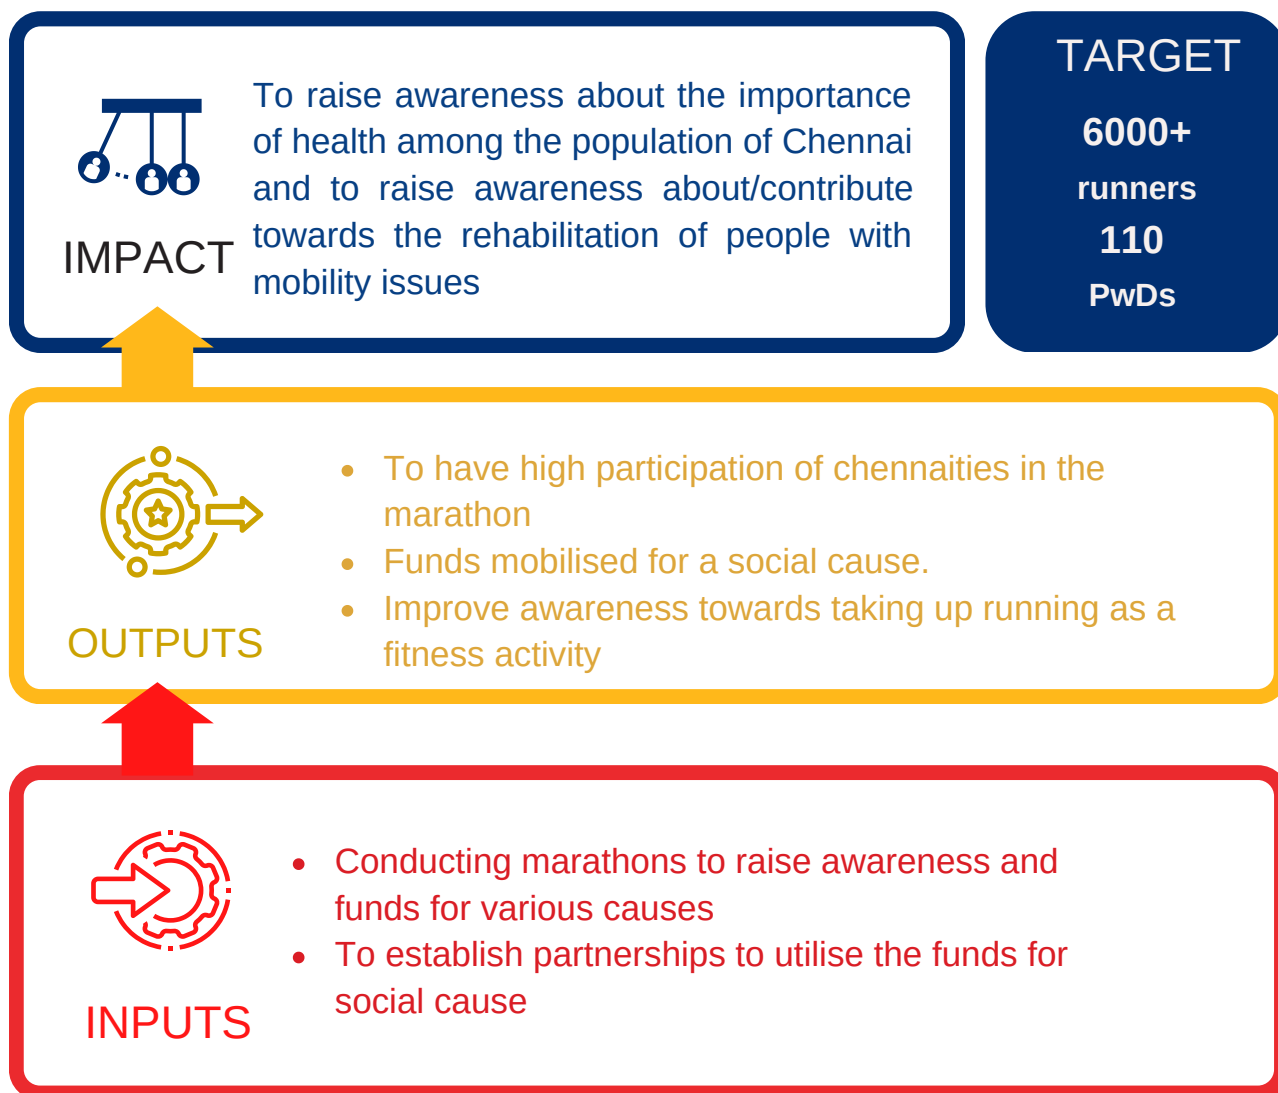 To raise awareness about the importance
of health among the population of Chennai
and to raise awareness about/contribute
towards the rehabilitation of people with
mobility issues
IMPACT
TARGET
6000+
runners
110
PwDs
To have high participation of chennaities in the
marathon
Funds mobilised for a social cause.
Improve awareness towards taking up running as a
fitness activity
OUTPUTS
Conducting marathons to raise awareness and
funds for various causes
To establish partnerships to utilise the funds for
social cause
INPUTS